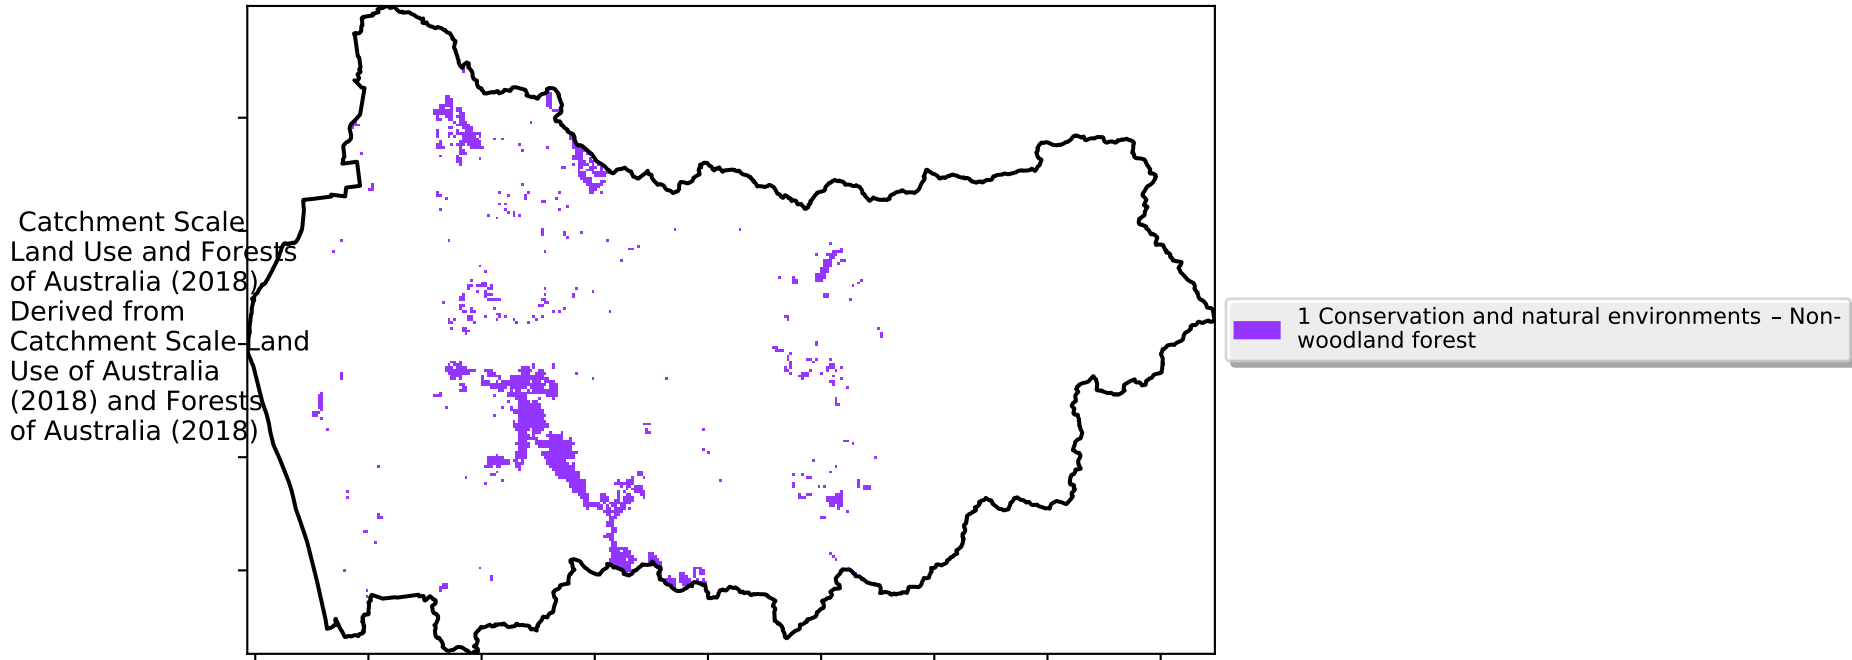 Catchment Scale
Land Use and Forests
of Australia (2018)
Derived from
Catchment Scale Land
Use of Australia
(2018) and Forests
of Australia (2018)
1 Conservation and natural environments – Non-
woodland forest